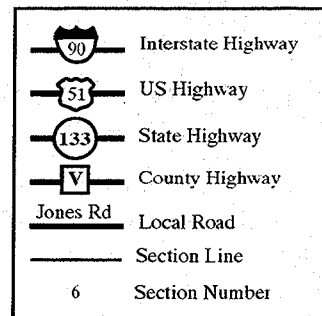 90 Interstate Highway
51 US Highway
133 State Highway
V County Highway
Jones Rd
Local Road
Section Line
6 Section Number